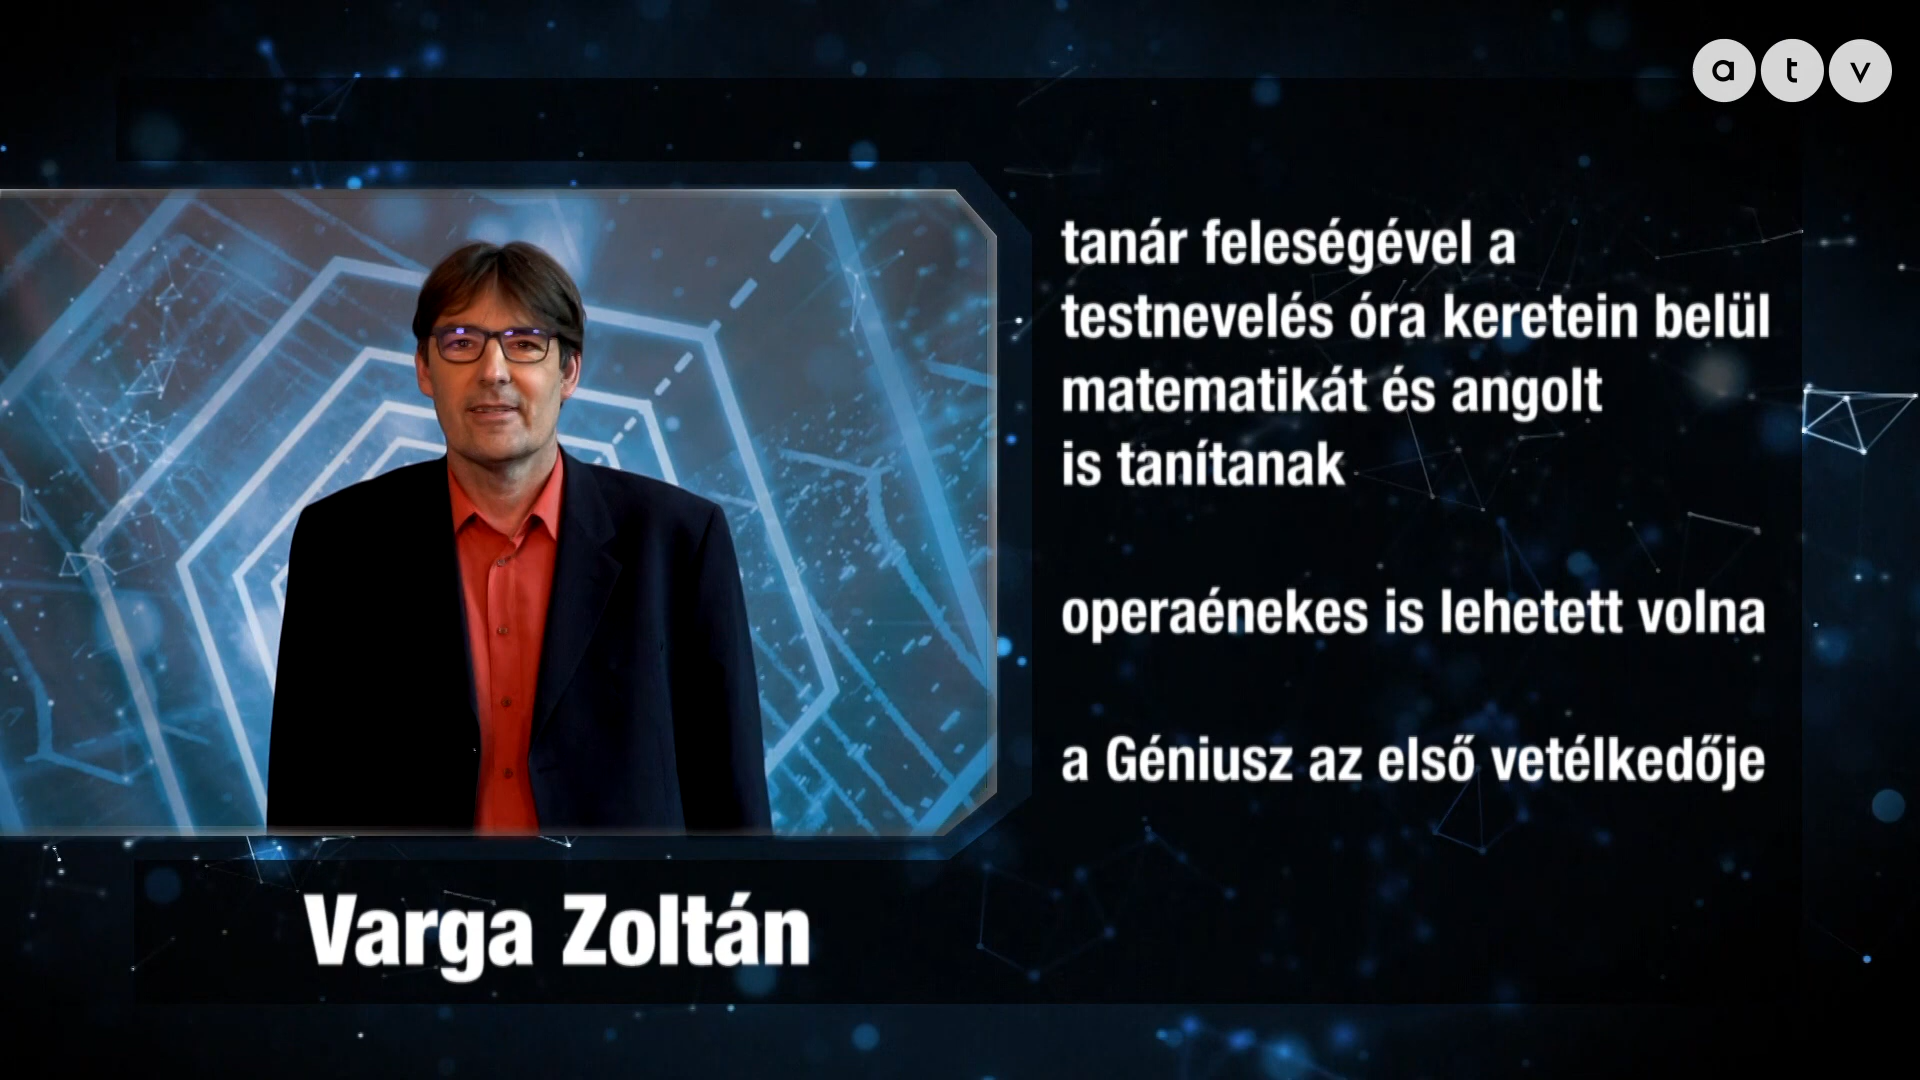 atv
tanár feleségével a
testnevelés óra keretein belül
matematikát és angolt
is tanítanak
operaénekes is lehetett volna
a Géniusz az első vetélkedője
Varga Zoltán